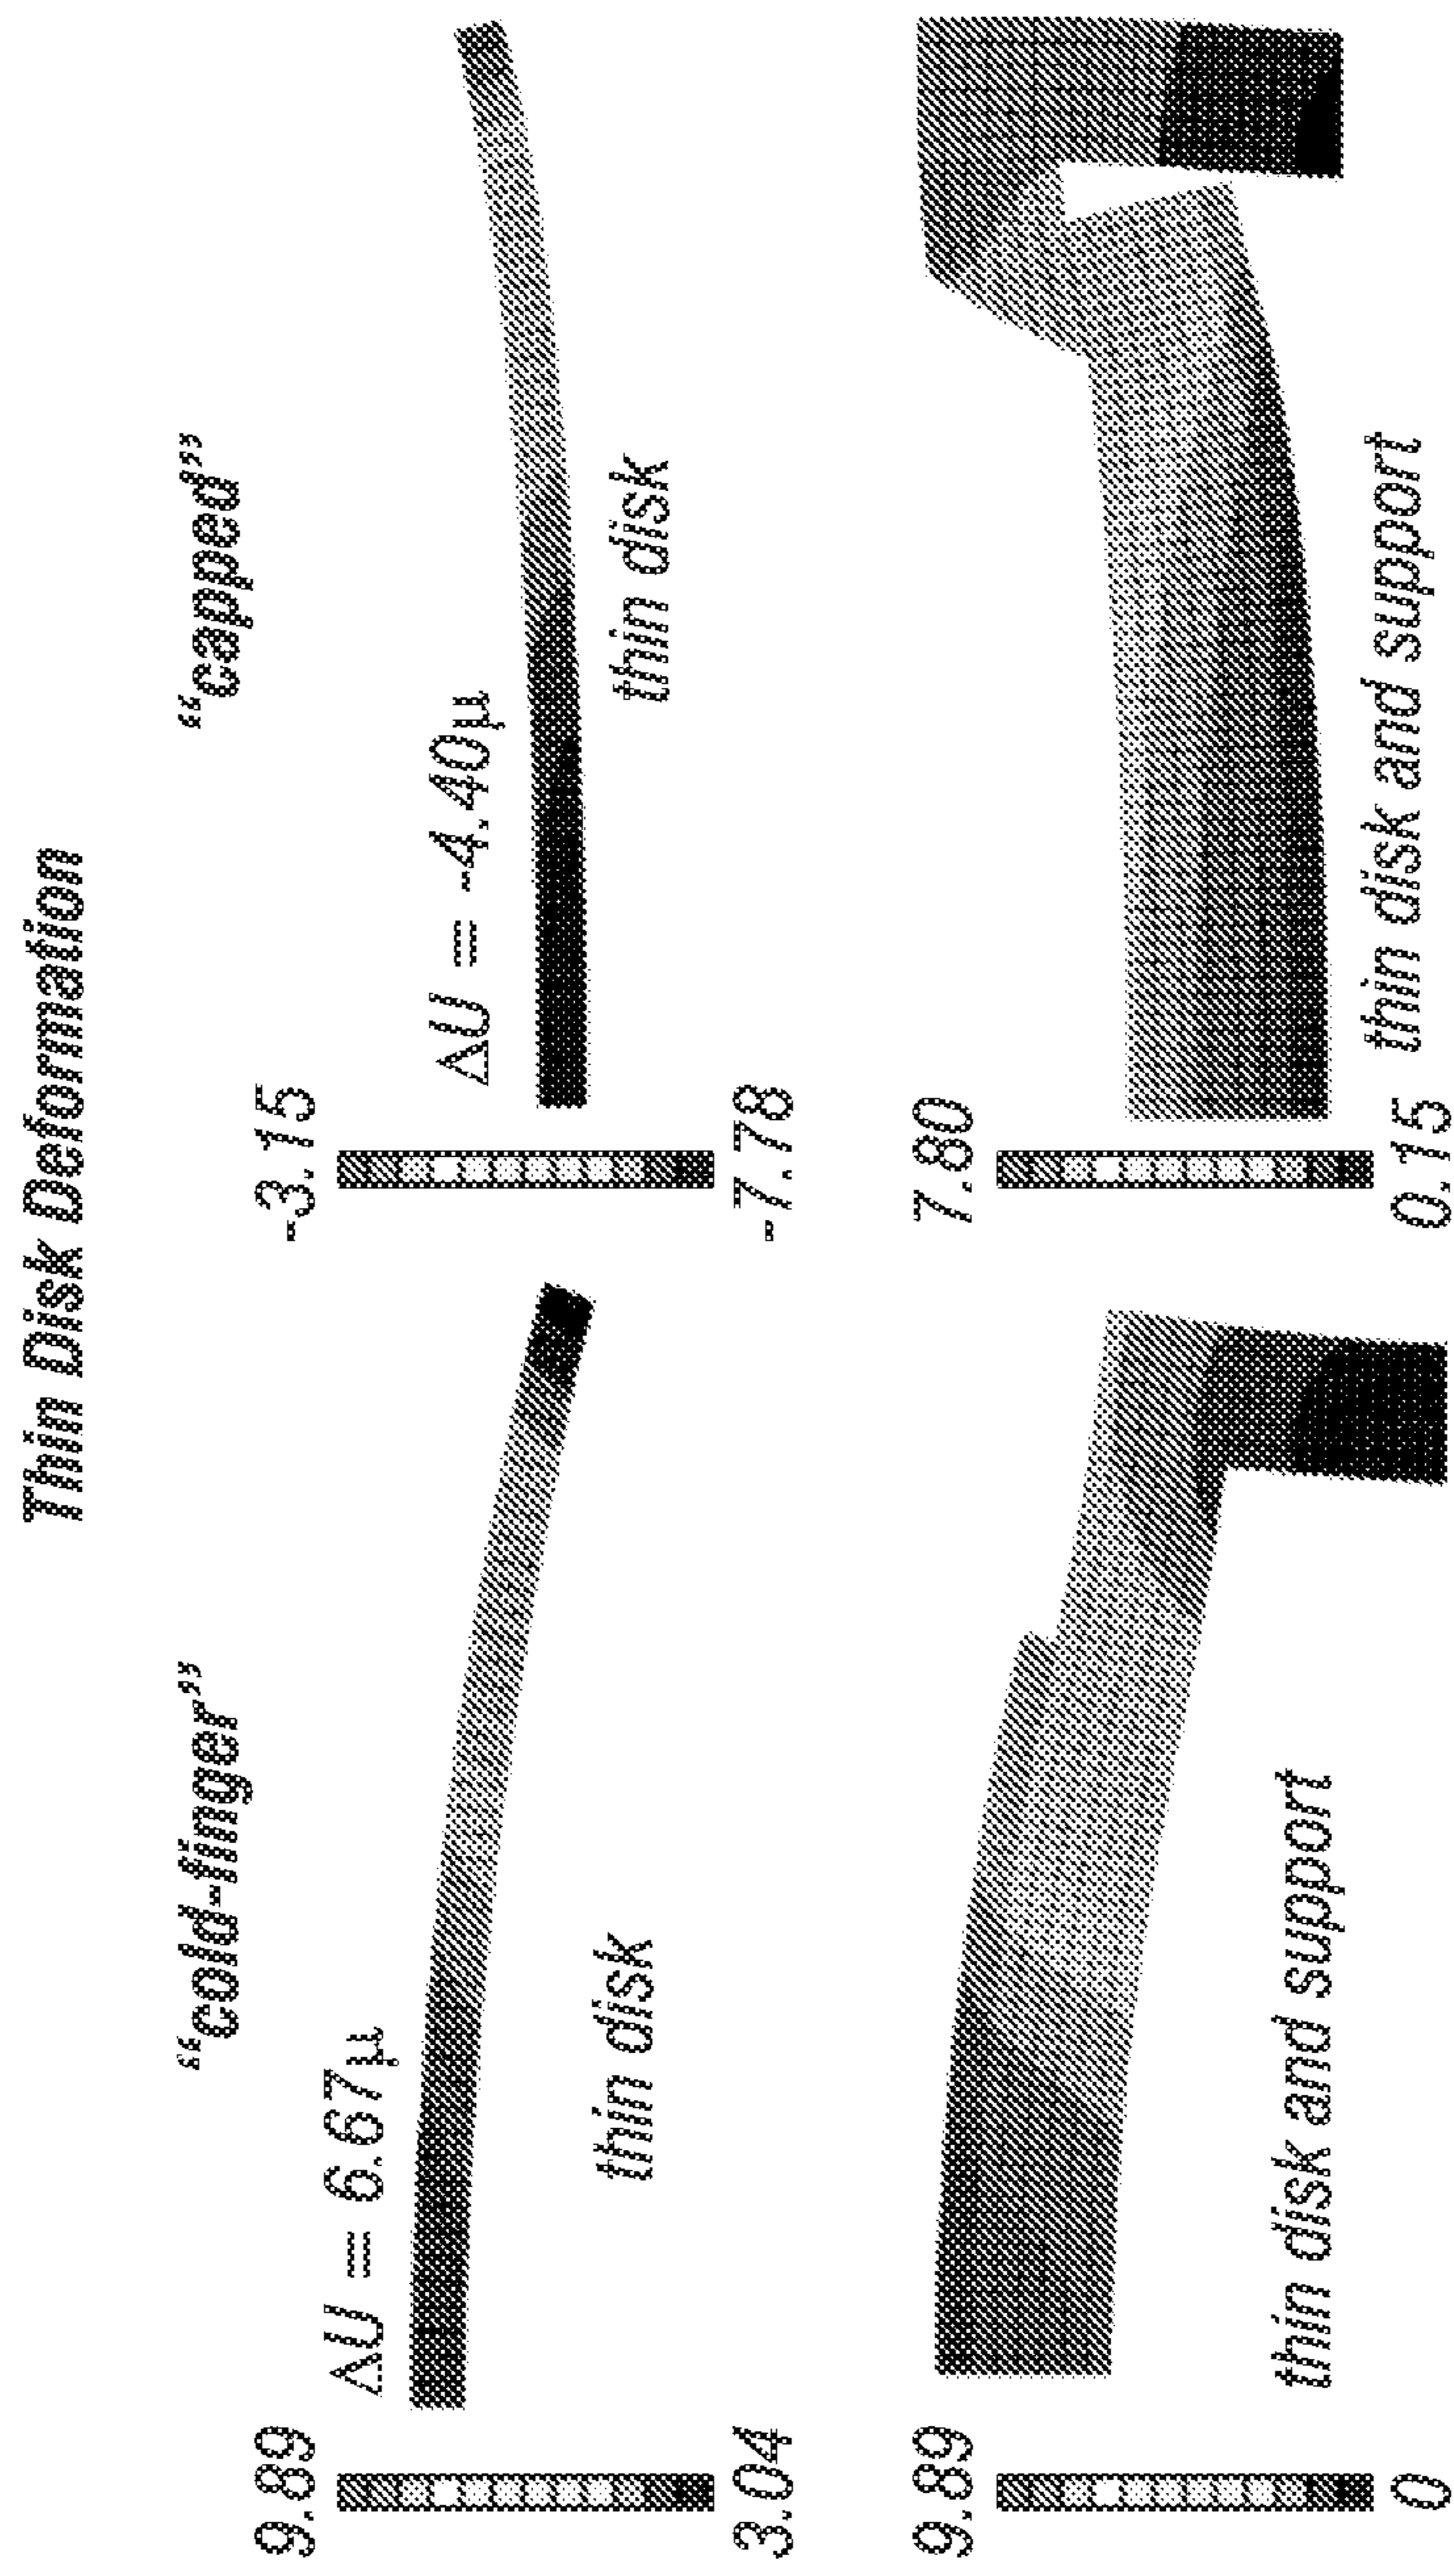 Thin Disk Deformation
"cold-finger"
"capped"
9.89
ΔU = 6.67μ
thin disk
3.04
-3.15
ΔU = -4.40μ
thin disk
-7.78
9.89
thin disk and support
0
7.80
thin disk and support
0.15